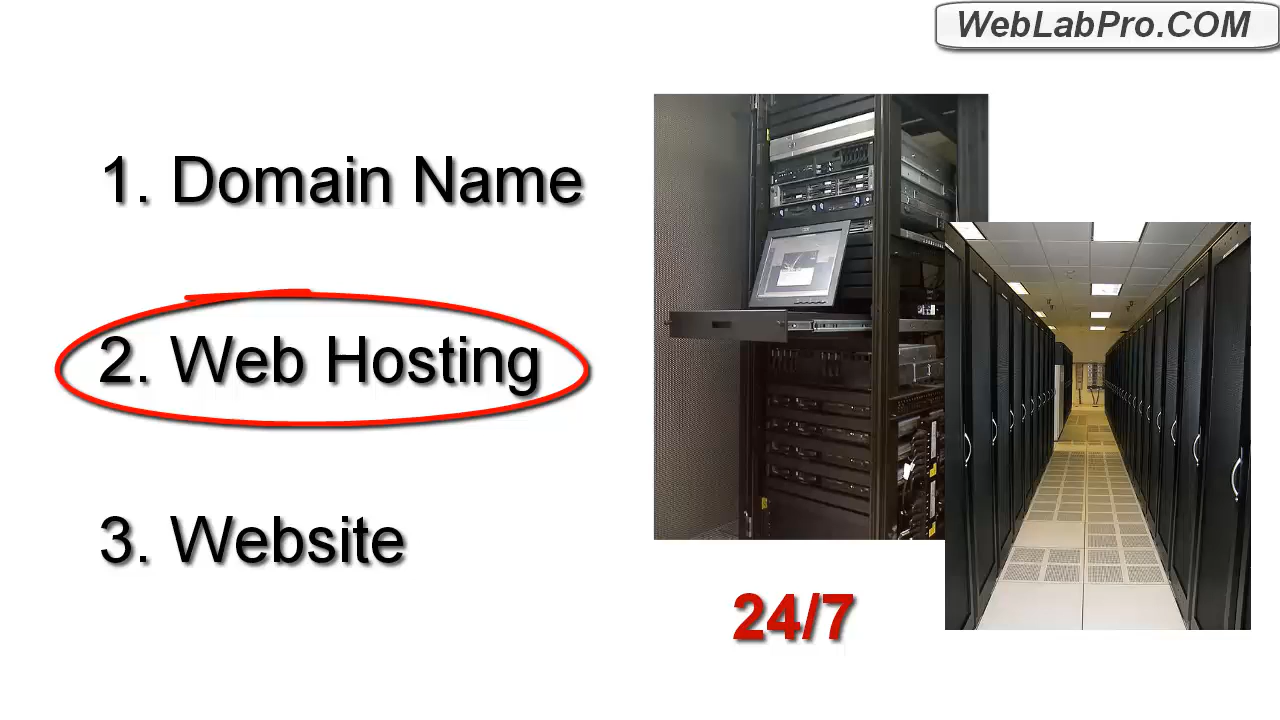 WebLabPro.COM
1. Domain Name
2. Web Hosting
3. Website
24/7